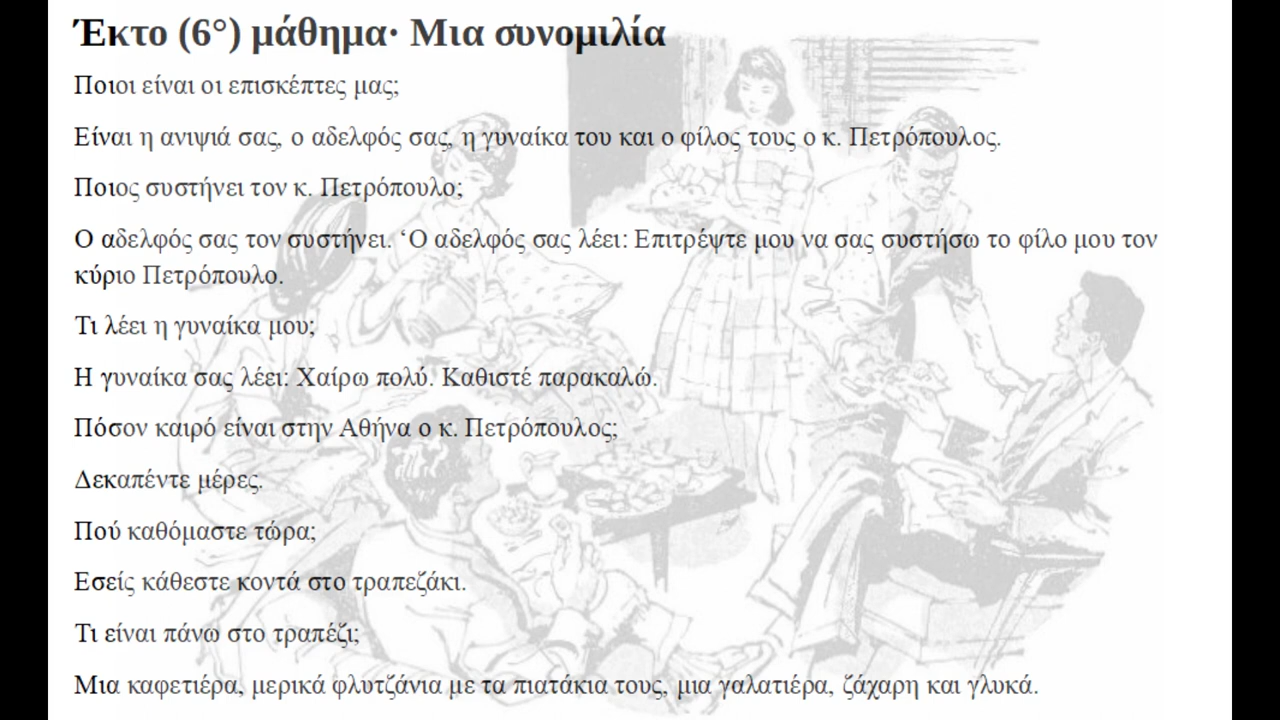 Έκτο (6°) μάθημα· Μια συνομιλία
Ποιοι είναι οι επισκέπτες μας;
Είναι η ανιψιά σας, ο αδελφός σας, η γυναίκα του και ο φίλος τους ο κ. Πετρόπουλος.
Ποιος συστήνει τον κ. Πετρόπουλο;
Ο αδελφός σας τον συστήνει. ‘Ο αδελφός σας λέει: Επιτρέψτε μου να σας συστήσω το φίλο μου τον
κύριο Πετρόπουλο.
Τι λέει η γυναίκα μου;
Η γυναίκα σας λέει: Χαίρω πολύ. Καθιστέ παρακαλώ.
Πόσον καιρό είναι στην Αθήνα ο κ. Πετρόπουλος;
Δεκαπέντε μέρες.
Πού καθόμαστε τώρα;
Εσείς κάθεστε κοντά στο τραπεζάκι.
Τι είναι πάνω στο τραπέζι;
Μια καφετιέρα, μερικά φλυτζάνια με τα πιατάκια τους, μια γαλατιέρα, ζάχαρη και γλυκά.